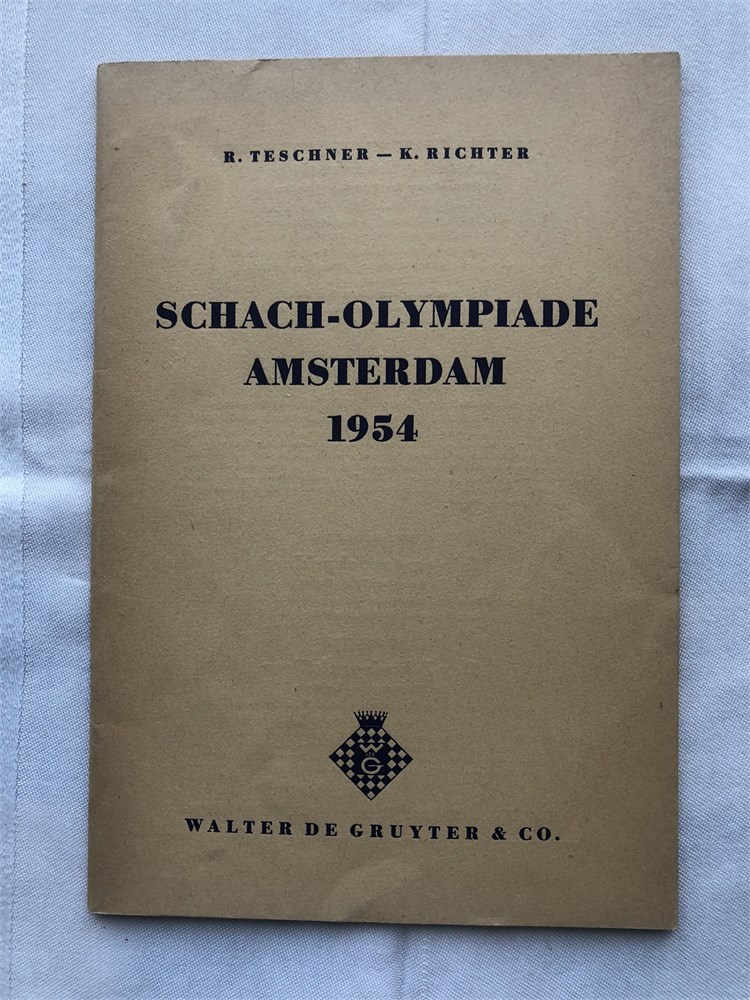 R. TESCHNER — K. RICHTER
SCHACH-OLYMPIADE
AMSTERDAM
1954
W
G
WALTER DE GRUYTER & CO.